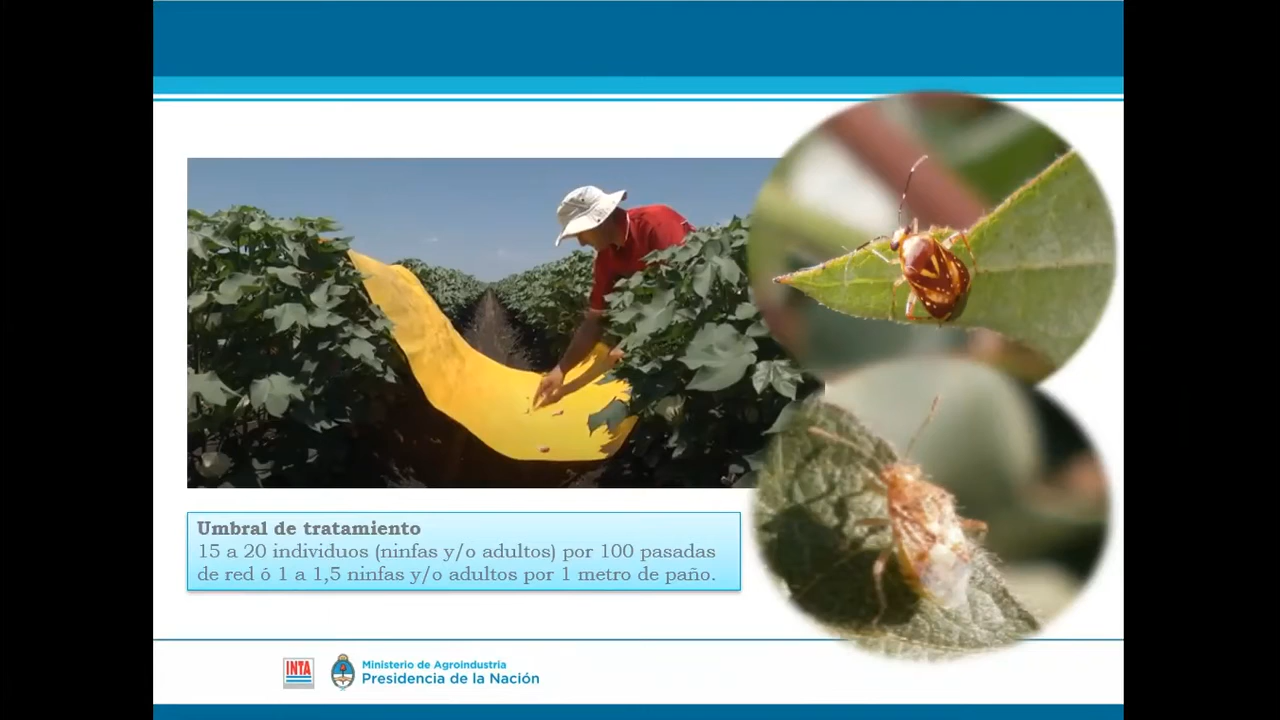 Umbral de tratamiento
15 a 20 individuos (ninfas y/o adultos) por 100 pasadas
de red ó 1 a 1,5 ninfas y/o adultos por 1 metro de paño.
INTA
Ministerio de Agroindustria
Presidencia de la Nación